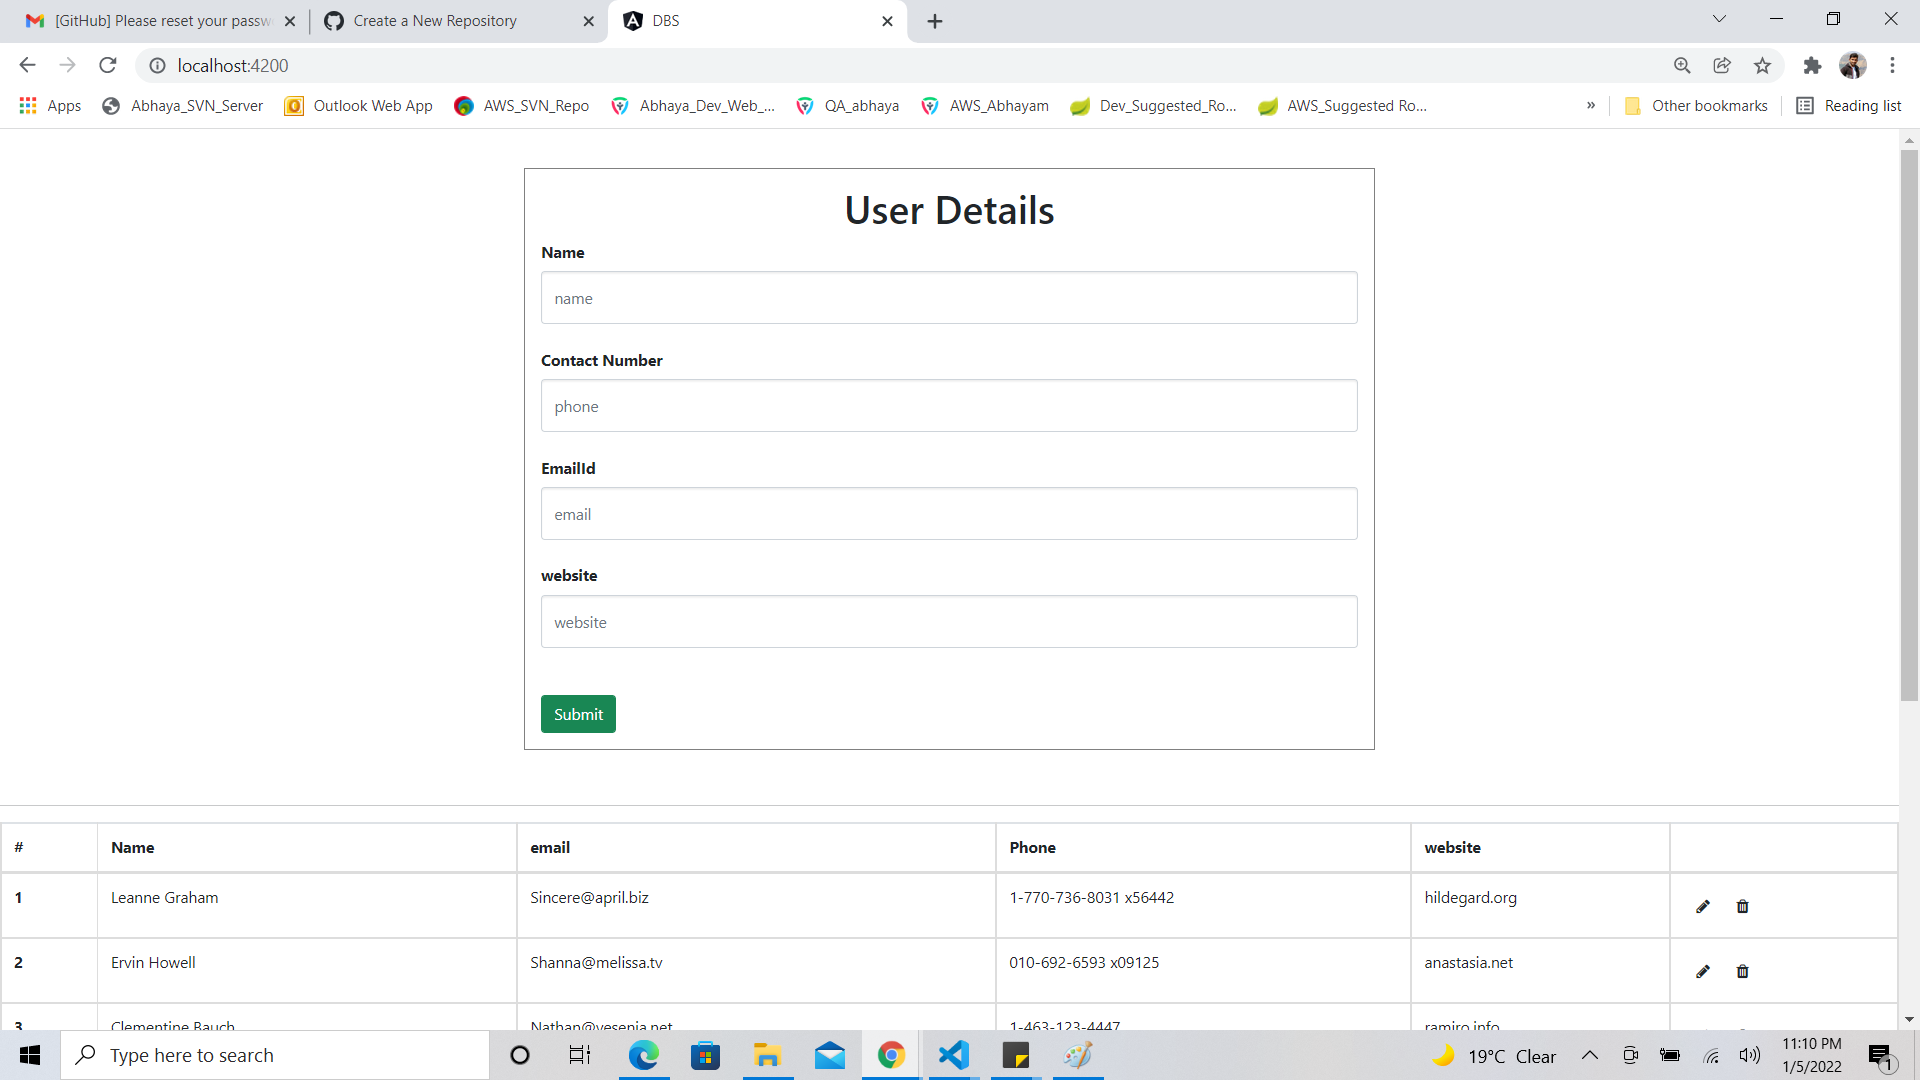 [GitHub] Please reset your passw
Create a New Repository
DBS
localhost:4200
Apps
Abhaya_SVN_Server
Outlook Web App
AWS_SVN_Repo
Abhaya_Dev_Web_...
QA_abhaya
AWS_Abhayam
Dev_Suggested_Ro...
AWS_Suggested Ro...
»
Other bookmarks
Reading list
User Details
Name
name
Contact Number
phone
EmailId
email
website
website
Submit
# Name email Phone website
1 Leanne Graham Sincere@april.biz 1-770-736-8031 x56442 hildegard.org
2 Ervin Howell Shanna@melissa.tv 010-692-6593 x09125 anastasia.net
3 Clementine Bauch Nathan@yesenia.net 1-463-123-4447 ramiro.info
Type here to search
19°C Clear
11:10 PM
1/5/2022
1